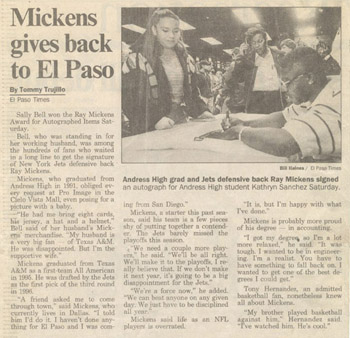 Mickens
gives back
to El Paso
By Tommy Trujillo
El Paso Times
Sally Bell won the Ray Mickens
Award for Autographed Items Sat-
urday.
Bell, who was standing in for
her working husband, was among
the hundreds of fans who waited
in a long line to get the signature
of New York Jets defensive back
Ray Mickens.
Mickens, who graduated from
Andress High in 1991, obliged ev-
ery request at Pro Image in the
Cielo Vista Mall, even posing for a
picture with a baby.
"He had me bring eight cards,
his jersey, a hat and a helmet,"
Bell said of her husband's Mick-
ens merchandise. "My husband is
a very big fan of Texas A&M.
He was disappointed. But I'm the
supportive wife."
Mickens graduated from Texas
A&M as a first-team All American
in 1996. He was drafted by the Jets
as the first pick of the third round
in 1996.
"A friend asked me to come
through town," said Mickens, who
currently lives in Dallas. "I told
him I'd do it. I haven't done any-
thing for El Paso and I was com-
Bill Halnes / El Paso Times
Andress High grad and Jets defensive back Ray Mickens signed
an autograph for Andress High student Kathryn Sanchez Saturday.
ing from San Diego."
Mickens, a starter this past sea-
son, said his team is a few pieces
shy of putting together a contend-
er. The Jets barely missed the
playoffs this season.
"We need a couple more play-
ers," he said. "We'll be all right.
We'll make it to the playoffs, I re-
ally believe that. If we don't make
it next year, it's going to be a big
disappointment for the Jets."
"We're a force now," he added.
"We can beat anyone on any given
day. We just have to be disciplined
all year."
Mickens said life as an NFL
players is overrated.
"It is, but I'm happy with what
I've done."
Mickens is probably more proud
of his degree in accounting.
"I got my degree, so I'm a lot
more relaxed," he said. "It was
tough. I wanted to be in engineer-
ing. I'm a realist. You have to
have something to fall back on. I
wanted to get one of the best de-
grees I could get."
Tony Hernandez, an admitted
basketball fan, nonetheless knew
all about Mickens.
"My brother played basketball
against him," Hernandez said
"I've watched him. He's cool."